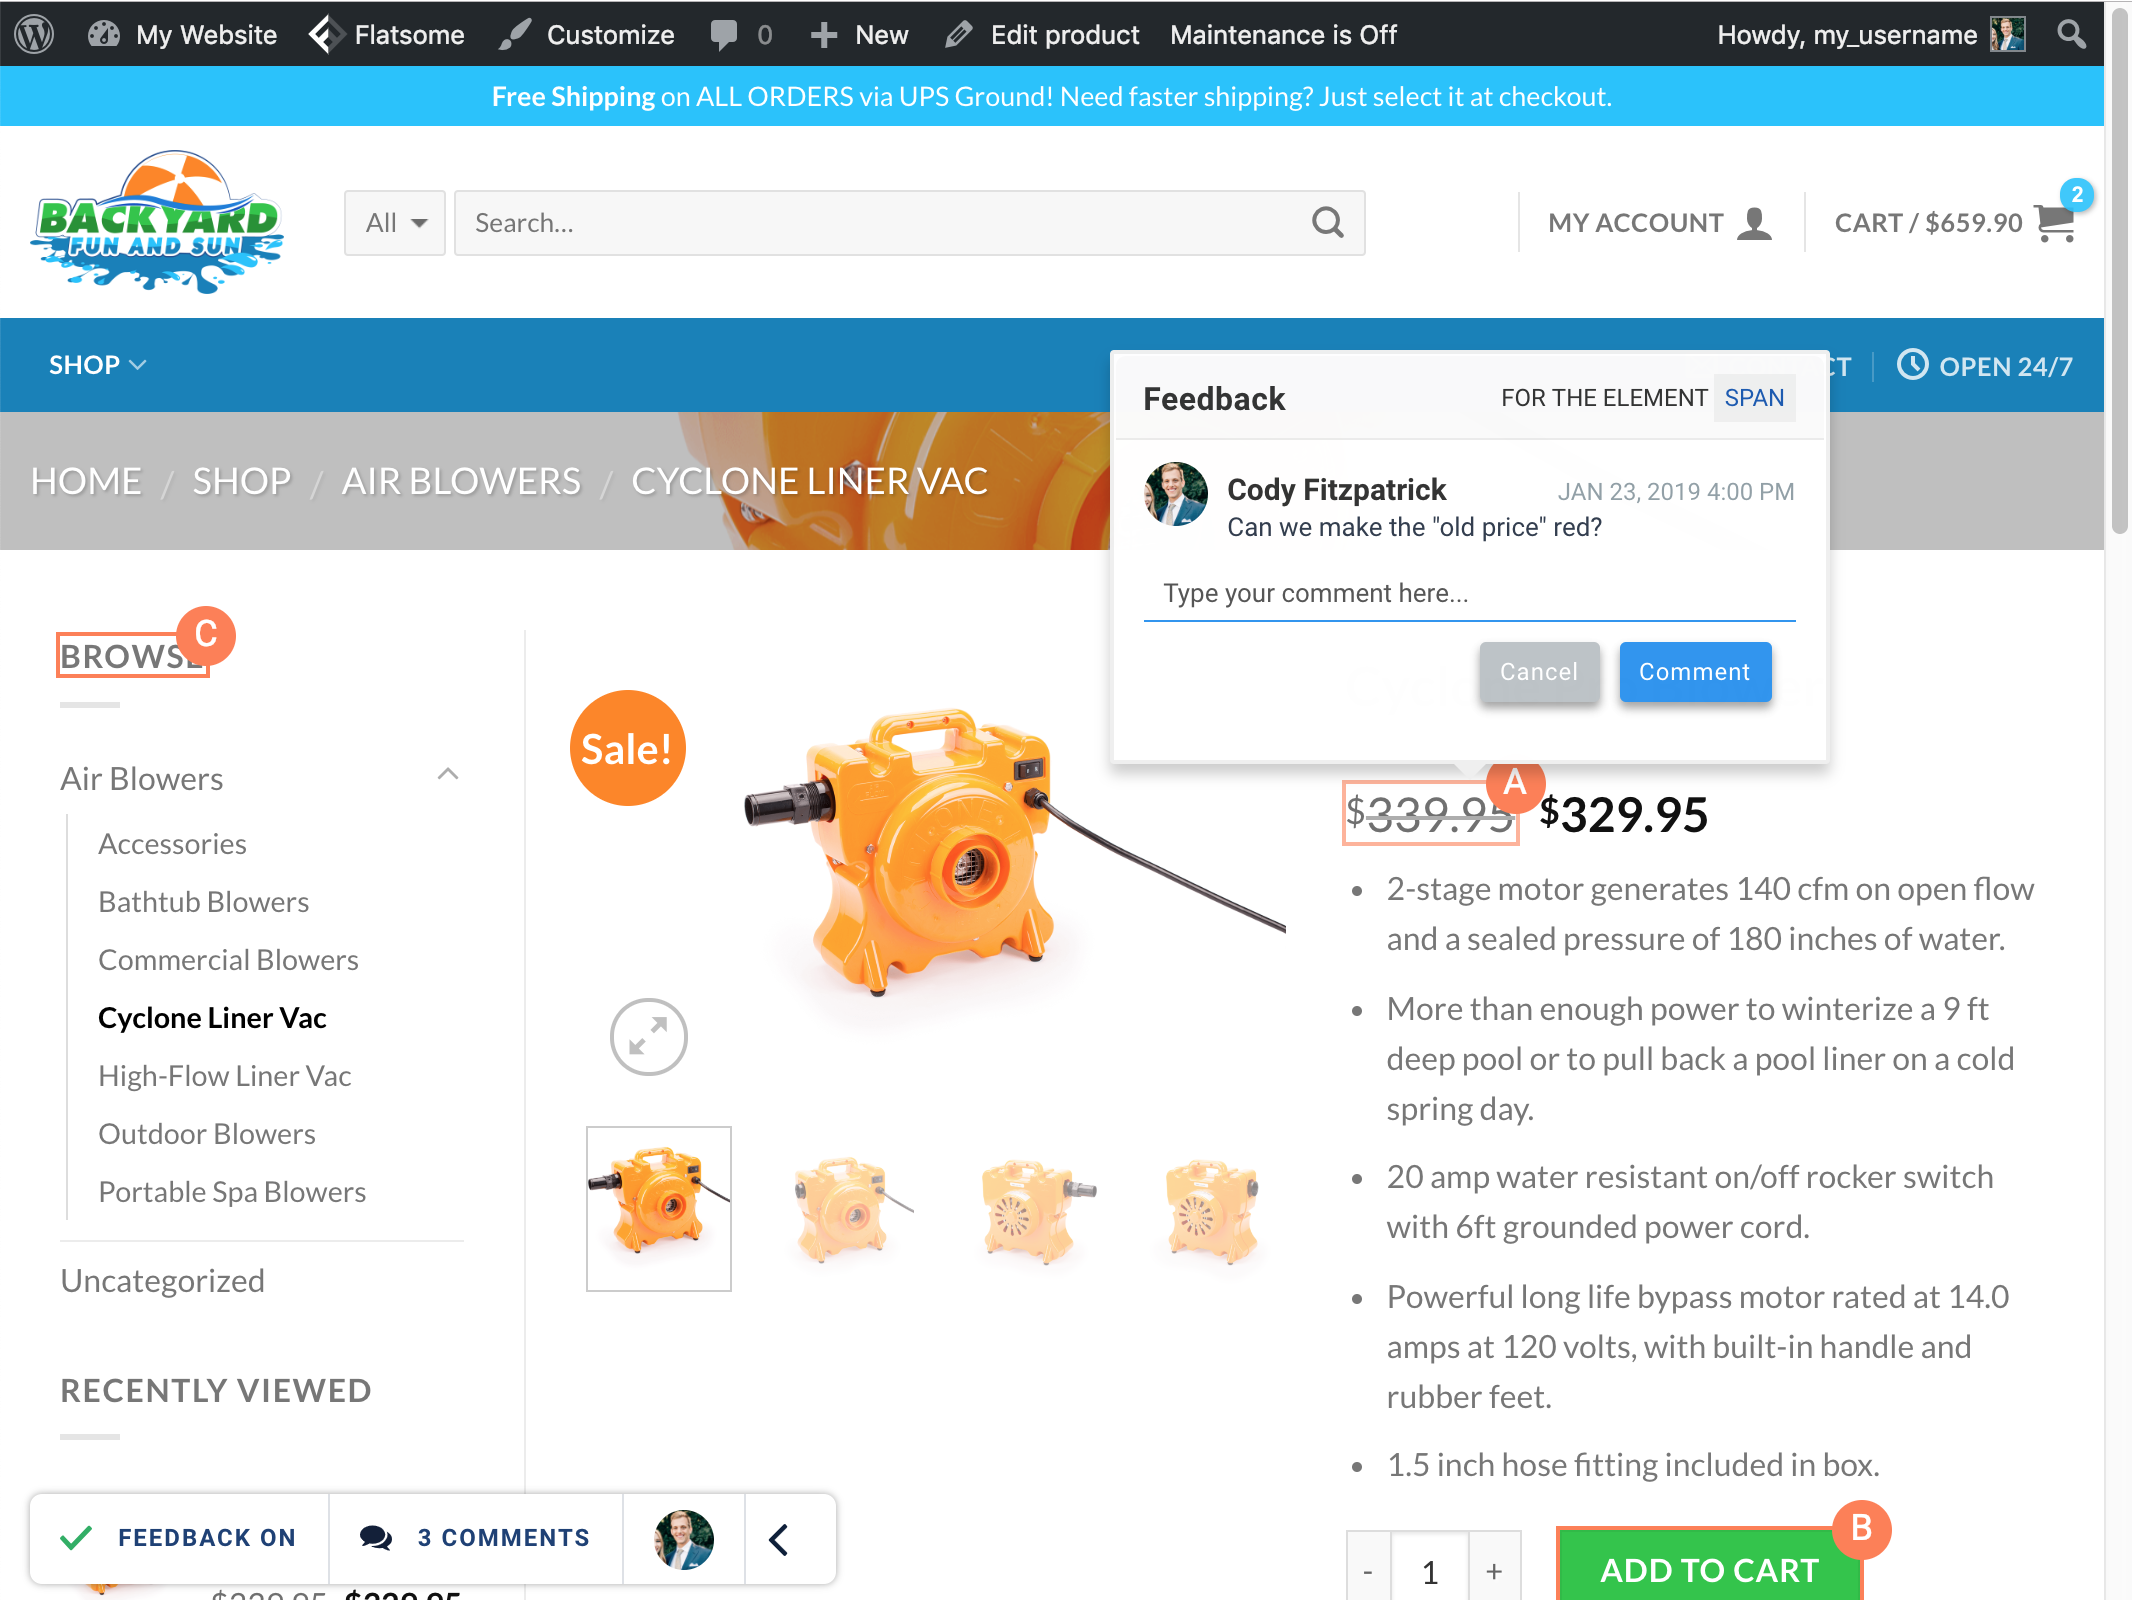 My Website Flatsome Customize 0 New Edit product Maintenance is Off Howdy, my_username
Free Shipping on ALL ORDERS via UPS Ground! Need faster shipping? Just select it at checkout.
BACKYARD
FUN AND SUN
All
Search...
MY ACCOUNT
CART / $659.90
2
SHOP
CT
OPEN 24/7
HOME / SHOP / AIR BLOWERS / CYCLONE LINER VAC
Feedback
FOR THE ELEMENT SPAN
Cody Fitzpatrick
JAN 23, 2019 4:00 PM
Can we make the "old price" red?
Type your comment here...
Cancel
Comment
BROWSE
C
Air Blowers
Accessories
Bathtub Blowers
Commercial Blowers
Cyclone Liner Vac
High-Flow Liner Vac
Outdoor Blowers
Portable Spa Blowers
Uncategorized
RECENTLY VIEWED
Sale!
A
$339.95 $329.95
• 2-stage motor generates 140 cfm on open flow
and a sealed pressure of 180 inches of water.
• More than enough power to winterize a 9 ft
deep pool or to pull back a pool liner on a cold
spring day.
• 20 amp water resistant on/off rocker switch
with 6ft grounded power cord.
• Powerful long life bypass motor rated at 14.0
amps at 120 volts, with built-in handle and
rubber feet.
• 1.5 inch hose fitting included in box.
- 1 +
ADD TO CART
B
FEEDBACK ON
3 COMMENTS